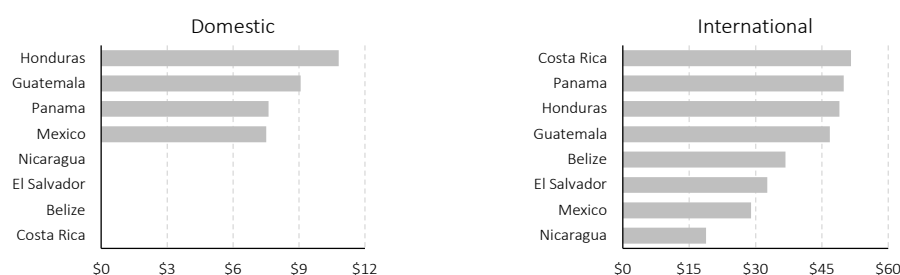 Domestic
Honduras
Guatemala
Panama
Mexico
Nicaragua
El Salvador
Belize
Costa Rica
$0 $3 $6 $9 $12
International
Costa Rica
Panama
Honduras
Guatemala
Belize
El Salvador
Mexico
Nicaragua
$0 $15 $30 $45 $60